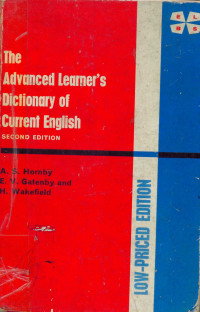 E L
B S
The
Advanced Learner's
Dictionary of
Current English
SECOND EDITION
A. S. Hornby
E. V. Gatenby and
H. Wakefield
LOW-PRICED EDITION